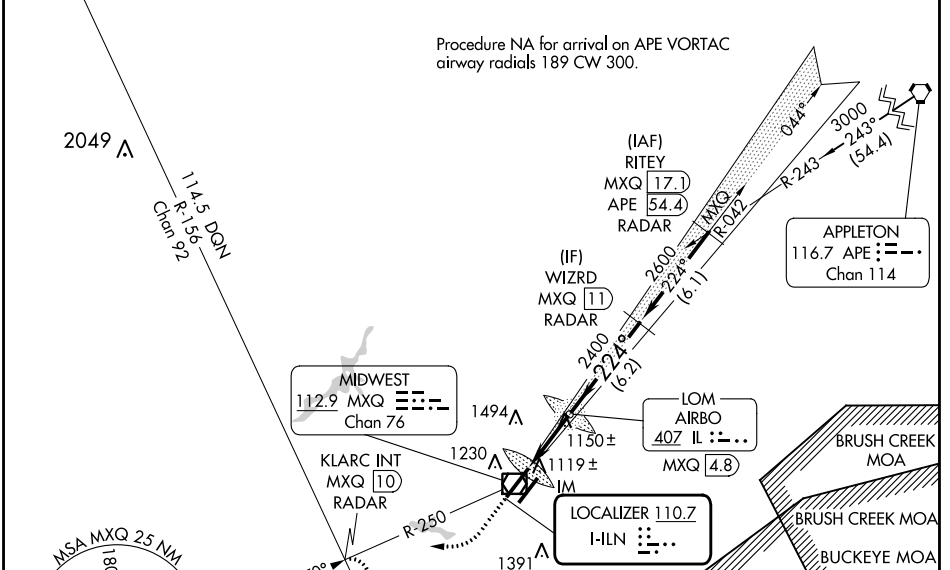 Procedure NA for arrival on APE VORTAC
airway radials 189 CW 300.
2049
114.5 DQN
R-156
Chan 92
(IAF)
RITEY
MXQ 17.1
APE 54.4
RADAR
044°
3000
243°
(54.4)
R-243
MXQ
R-042
APPLETON
116.7 APE
Chan 114
(IF)
WIZRD
MXQ 11
RADAR
2600
224°
(6.1)
2400
224°
(6.2)
MIDWEST
112.9 MXQ
Chan 76
1494
1150 ±
LOM
AIRBO
407 IL
MXQ 4.8
1230
1119 ±
IM
KLARC INT
MXQ 10
RADAR
R-250
LOCALIZER 110.7
I-ILN
1391
BRUSH CREEK
MOA
BRUSH CREEK MOA
BUCKEYE MOA
MSA MXQ 25 NM
180